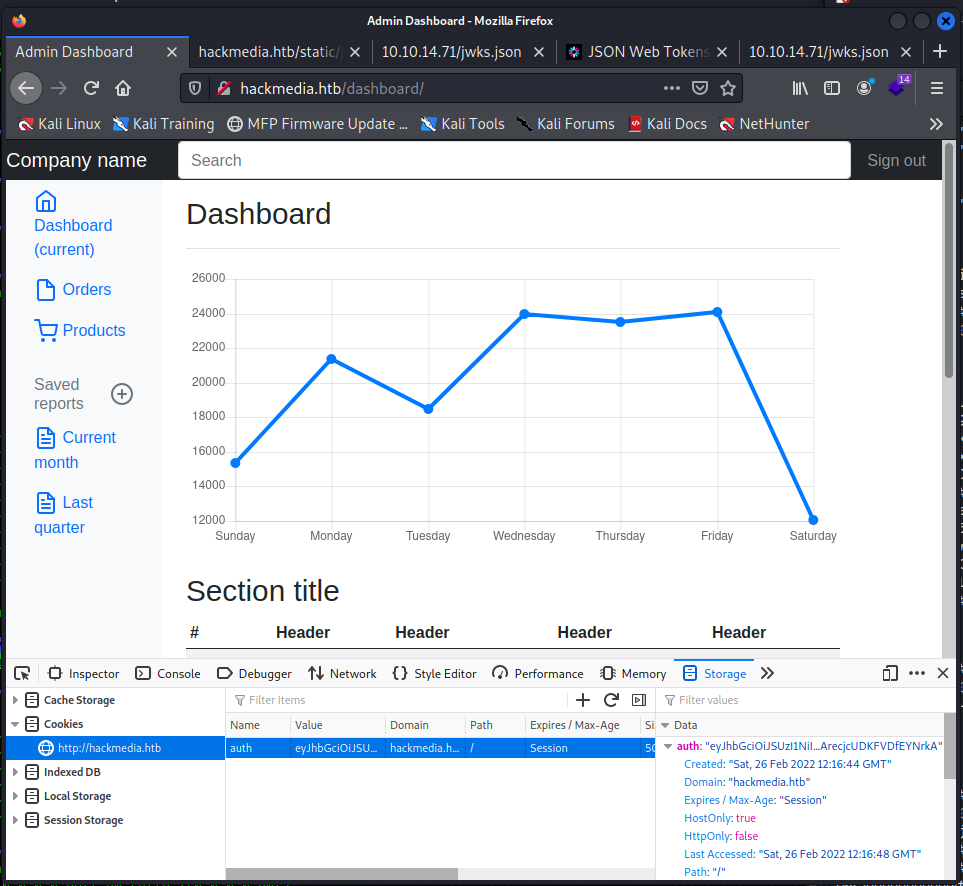 Admin Dashboard - Mozilla Firefox
Admin Dashboard
hackmedia.htb/static/
10.10.14.71/jwks.json
JSON Web Tokens
10.10.14.71/jwks.json
hackmedia.htb/dashboard/
14
Kali Linux
Kali Training
MFP Firmware Update ...
Kali Tools
Kali Forums
Kali Docs
NetHunter
Company name
Search
Sign out
Dashboard
(current)
Orders
Products
Saved
reports
Current
month
Last
quarter
Dashboard
26000
24000
22000
20000
18000
16000
14000
12000
Sunday Monday Tuesday Wednesday Thursday Friday Saturday
Section title
# Header Header Header Header
Inspector Console Debugger Network Style Editor Performance Memory Storage
Cache Storage
Cookies
http://hackmedia.htb
Indexed DB
Local Storage
Session Storage
Filter Items
Name Value Domain Path Expires / Max-Age
auth eyJhbGciOiJSU... hackmedia.h... / Session
Filter values
Data
auth: "eyJhbGciOiJSUzI1NiI...ArecjcUDKFVDfEYNrkA"
Created: "Sat, 26 Feb 2022 12:16:44 GMT"
Domain: "hackmedia.htb"
Expires / Max-Age: "Session"
HostOnly: true
HttpOnly: false
Last Accessed: "Sat, 26 Feb 2022 12:16:48 GMT"
Path: "/"